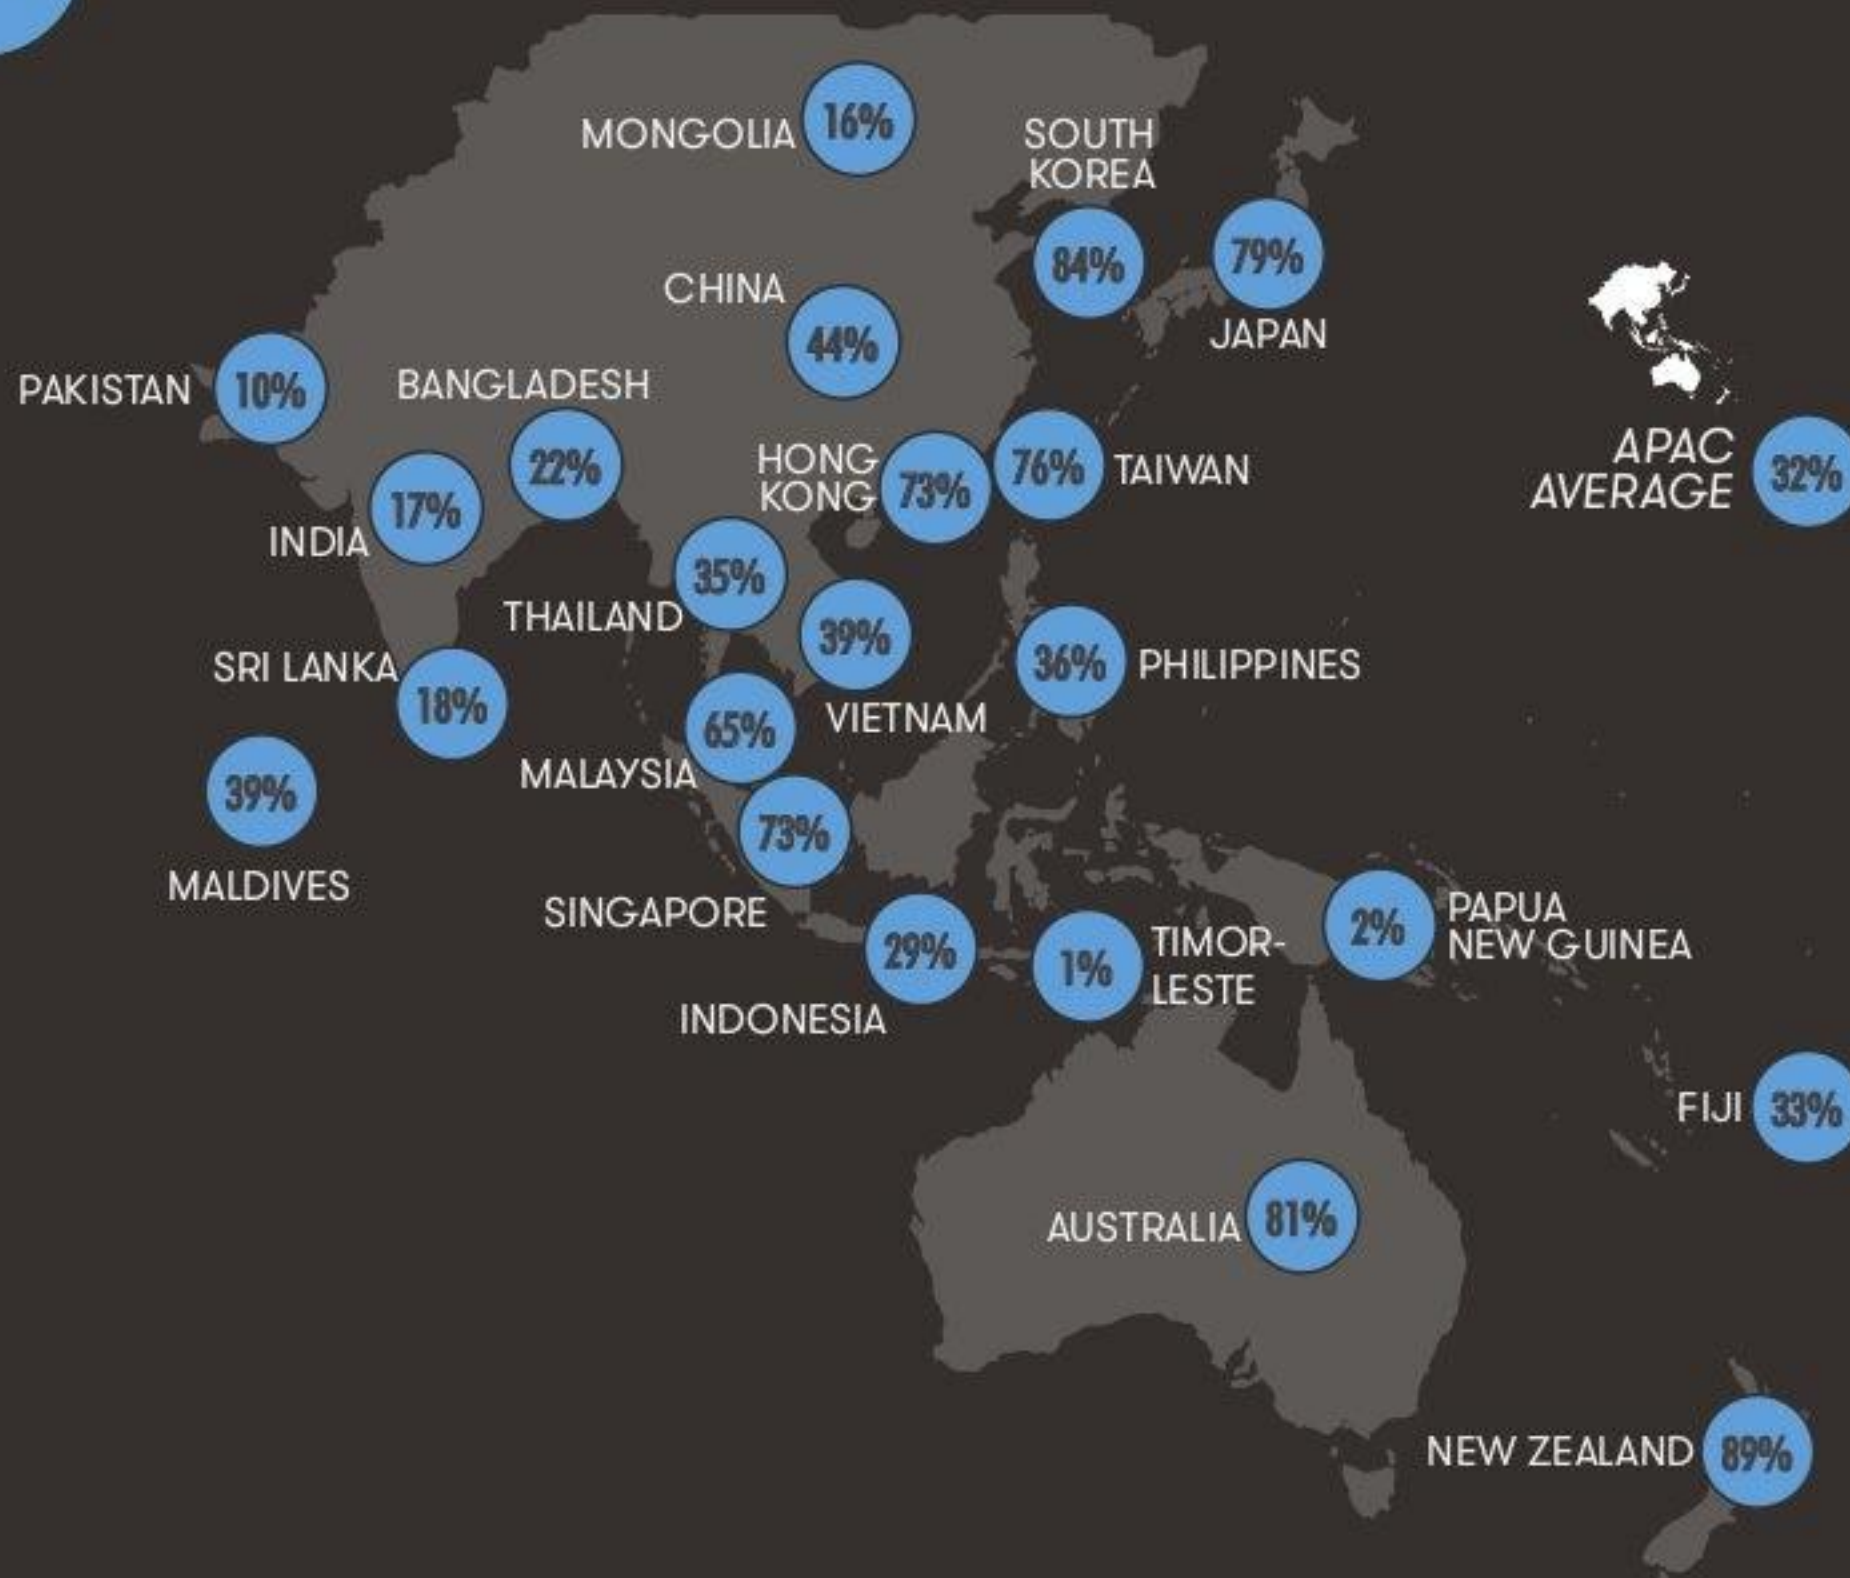 MONGOLIA
16%
SOUTH
KOREA
84%
79%
JAPAN
CHINA
44%
PAKISTAN
10%
BANGLADESH
22%
INDIA
17%
HONG
KONG
73%
76%
TAIWAN
APAC
AVERAGE
32%
35%
THAILAND
39%
VIETNAM
36%
PHILIPPINES
SRI LANKA
18%
65%
MALAYSIA
39%
MALDIVES
73%
SINGAPORE
29%
INDONESIA
1%
TIMOR-
LESTE
2%
PAPUA
NEW GUINEA
FIJI
33%
AUSTRALIA
81%
NEW ZEALAND
89%